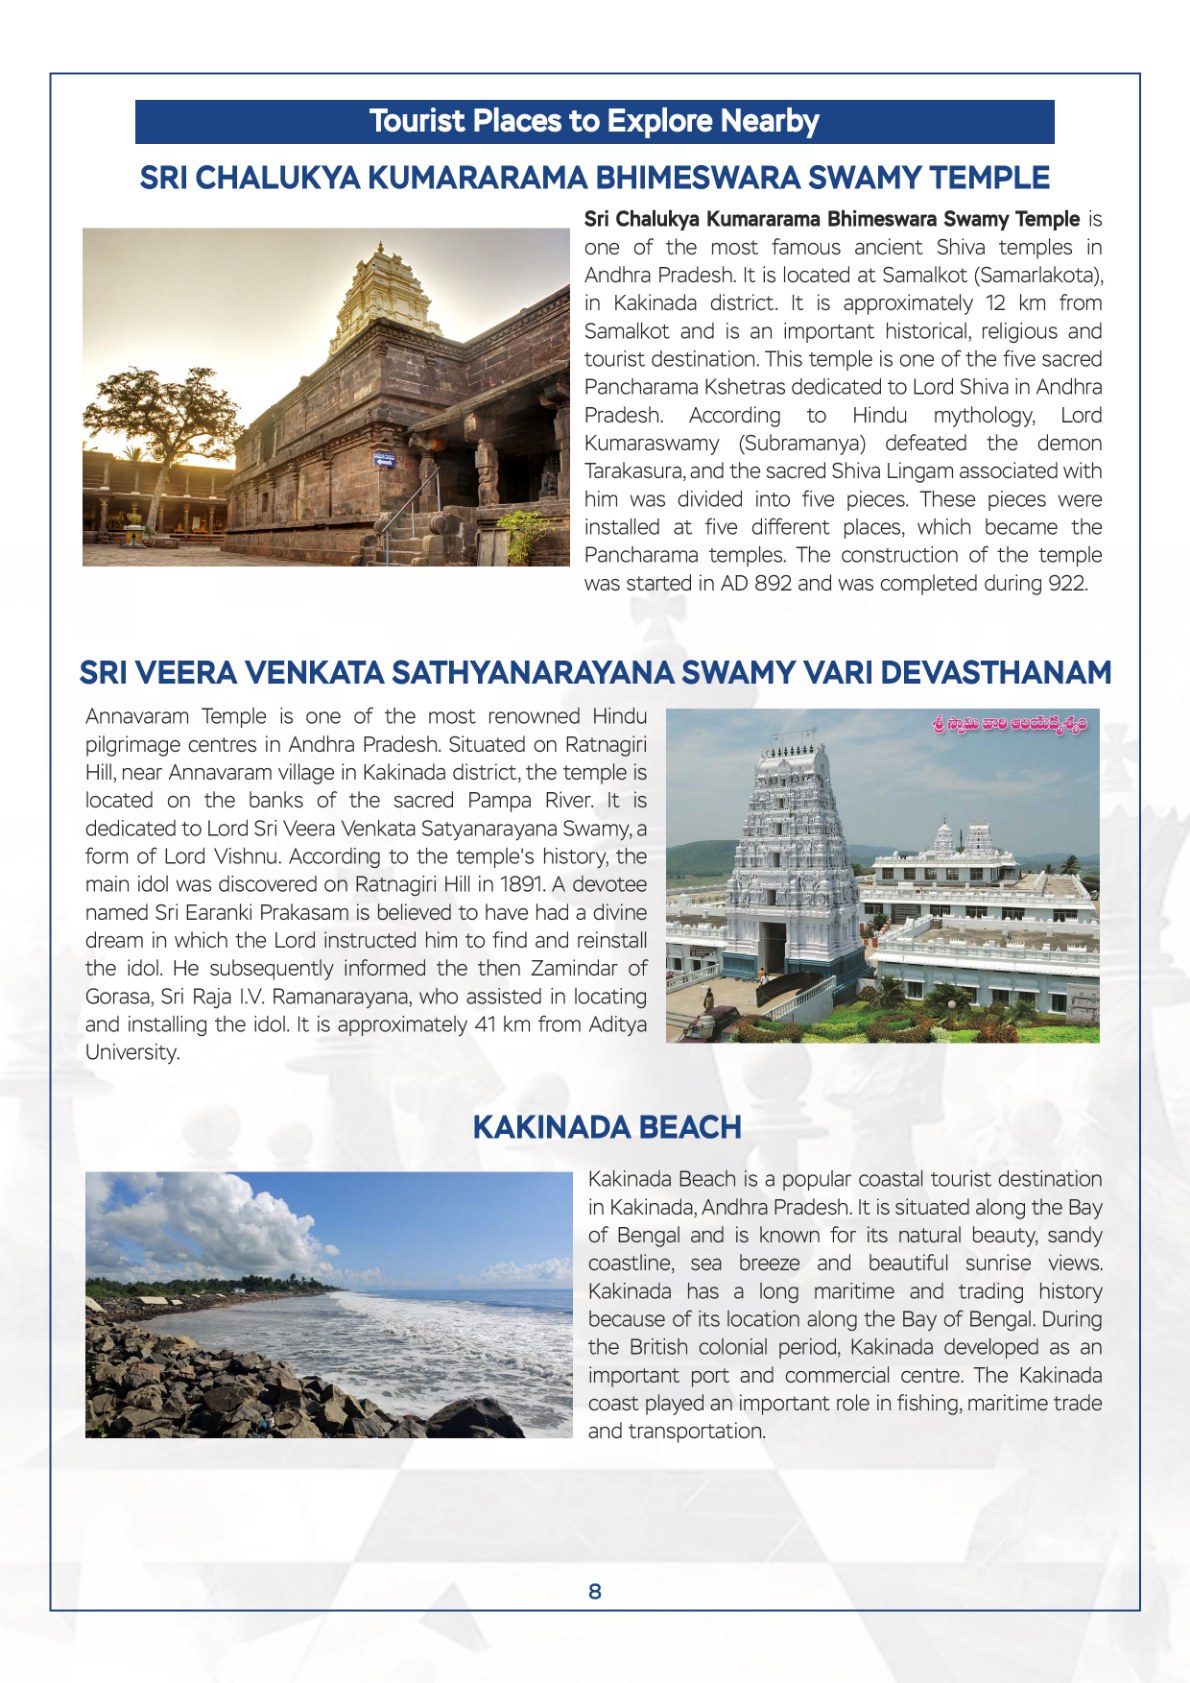 Tourist Places to Explore Nearby
SRI CHALUKYA KUMARARAMA BHIMESWARA SWAMY TEMPLE
Sri Chalukya Kumararama Bhimeswara Swamy Temple is
one of the most famous ancient Shiva temples in
Andhra Pradesh. It is located at Samalkot (Samarlakota),
in Kakinada district. It is approximately 12 km from
Samalkot and is an important historical, religious and
tourist destination. This temple is one of the five sacred
Pancharama Kshetras dedicated to Lord Shiva in Andhra
Pradesh. According to Hindu mythology, Lord
Kumaraswamy (Subramanya) defeated the demon
Tarakasura, and the sacred Shiva Lingam associated with
him was divided into five pieces. These pieces were
installed at five different places, which became the
Pancharama temples. The construction of the temple
was started in AD 892 and was completed during 922.
SRI VEERA VENKATA SATHYANARAYANA SWAMY VARI DEVASTHANAM
Annavaram Temple is one of the most renowned Hindu
pilgrimage centres in Andhra Pradesh. Situated on Ratnagiri
Hill, near Annavaram village in Kakinada district, the temple is
located on the banks of the sacred Pampa River. It is
dedicated to Lord Sri Veera Venkata Satyanarayana Swamy, a
form of Lord Vishnu. According to the temple's history, the
main idol was discovered on Ratnagiri Hill in 1891. A devotee
named Sri Earanki Prakasam is believed to have had a divine
dream in which the Lord instructed him to find and reinstall
the idol. He subsequently informed the then Zamindar of
Gorasa, Sri Raja I.V. Ramanarayana, who assisted in locating
and installing the idol. It is approximately 41 km from Aditya
University.
శ్రీ స్వామి వారి ఆలయదృశ్యం
KAKINADA BEACH
Kakinada Beach is a popular coastal tourist destination
in Kakinada, Andhra Pradesh. It is situated along the Bay
of Bengal and is known for its natural beauty, sandy
coastline, sea breeze and beautiful sunrise views.
Kakinada has a long maritime and trading history
because of its location along the Bay of Bengal. During
the British colonial period, Kakinada developed as an
important port and commercial centre. The Kakinada
coast played an important role in fishing, maritime trade
and transportation.
8